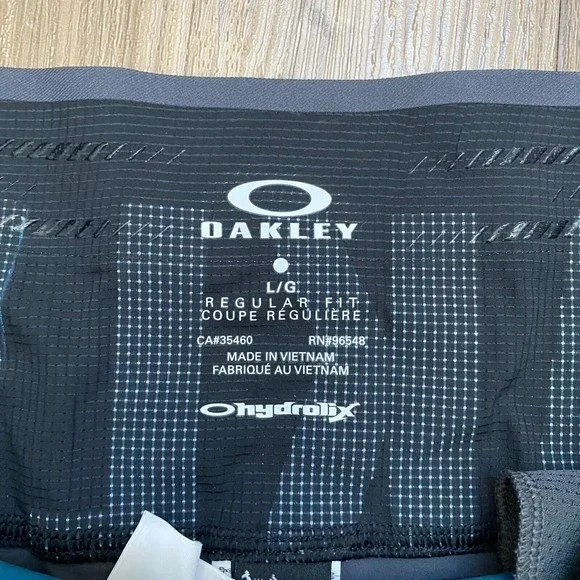 OAKLEY
L/G
REGULAR FIT
COUPE RÉGULIÈRE
CA#35460 RN#96548
MADE IN VIETNAM
FABRIQUÉ AU VIETNAM
hydrolix